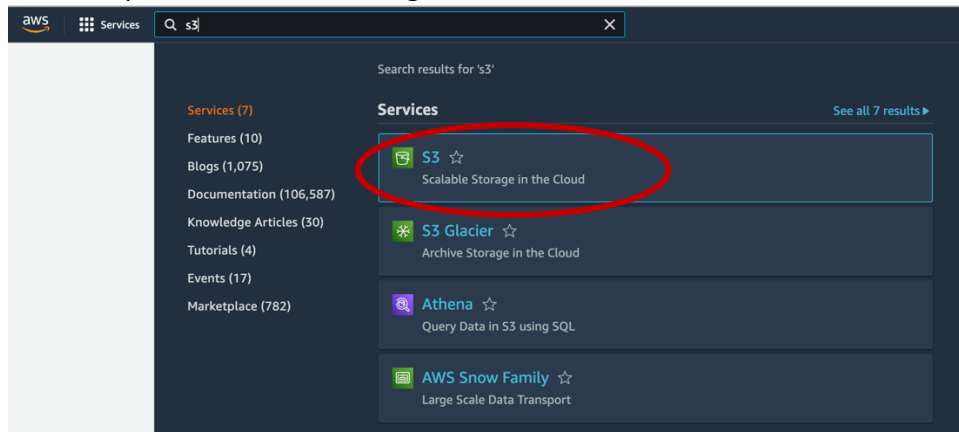 aws
Services
s3
Search results for 's3'
Services (7)
Features (10)
Blogs (1,075)
Documentation (106,587)
Knowledge Articles (30)
Tutorials (4)
Events (17)
Marketplace (782)
Services
See all 7 results
S3
Scalable Storage in the Cloud
S3 Glacier
Archive Storage in the Cloud
Athena
Query Data in S3 using SQL
AWS Snow Family
Large Scale Data Transport